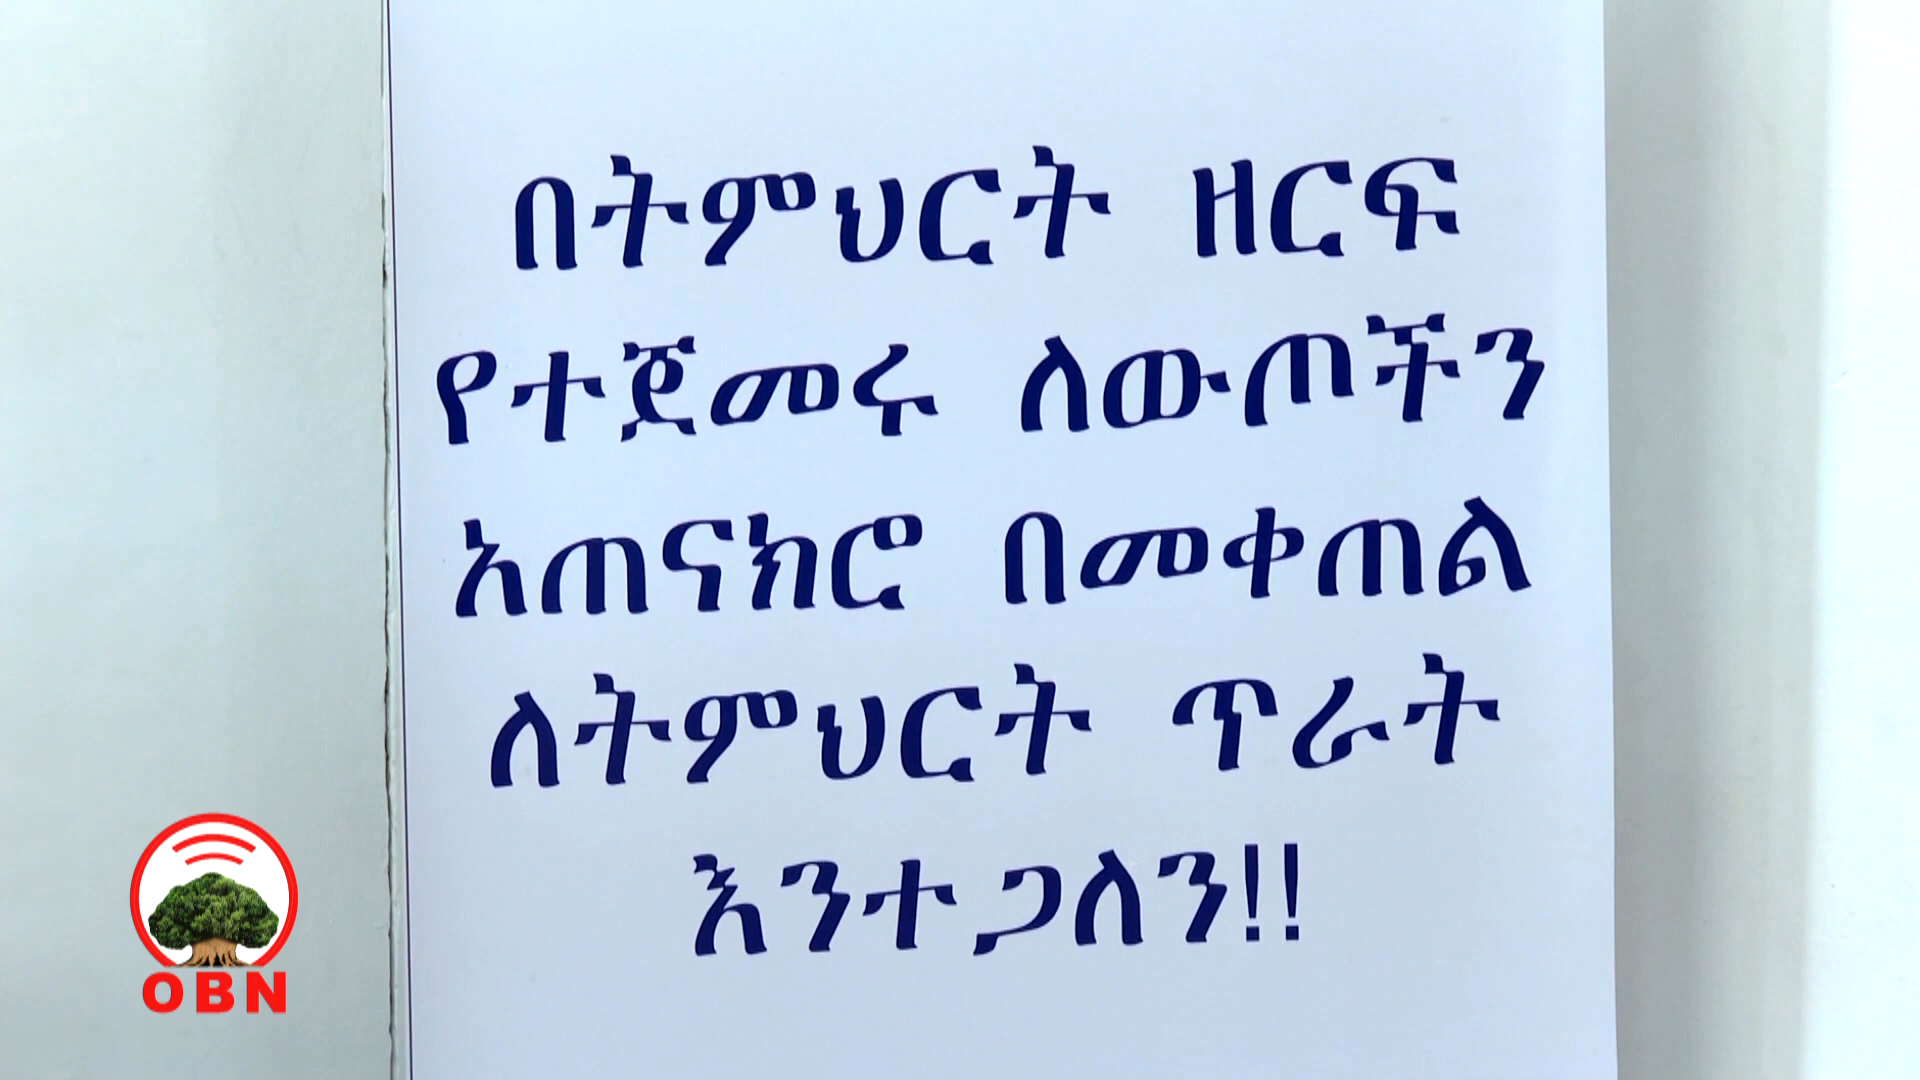 በትምህርት ዘርፍ
የተጀመሩ ለውጦችን
አጠናክሮ በመቀጠል
ለትምህርት ጥራት
እንተጋለን!!
OBN